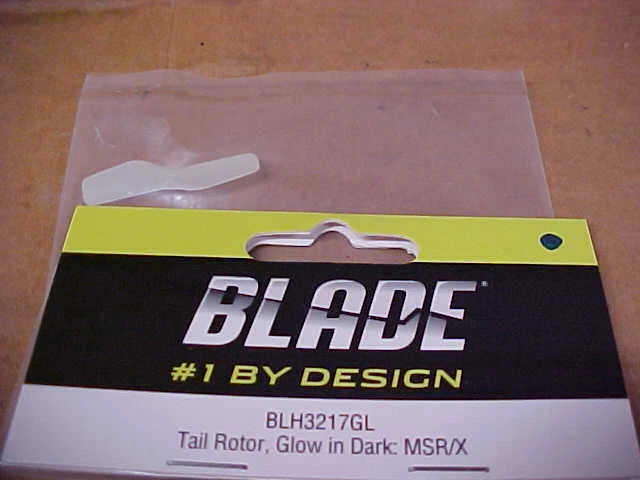 BLADE®
#1 BY DESIGN
BLH3217GL
Tail Rotor, Glow in Dark: MSR/X